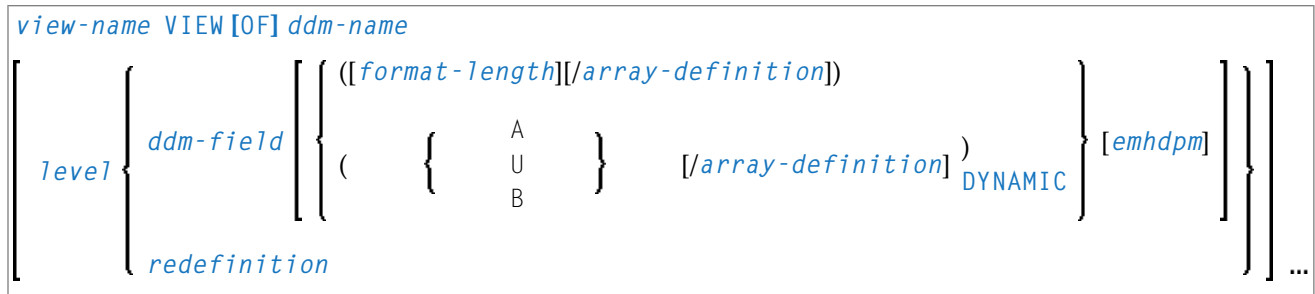 view-name VIEW [OF] ddm-name
([format-length][/array-definition])
level { ddm-field [ { ( { A U B } [/array-definition] ) DYNAMIC } [emhdpm] ] } ...
redefinition